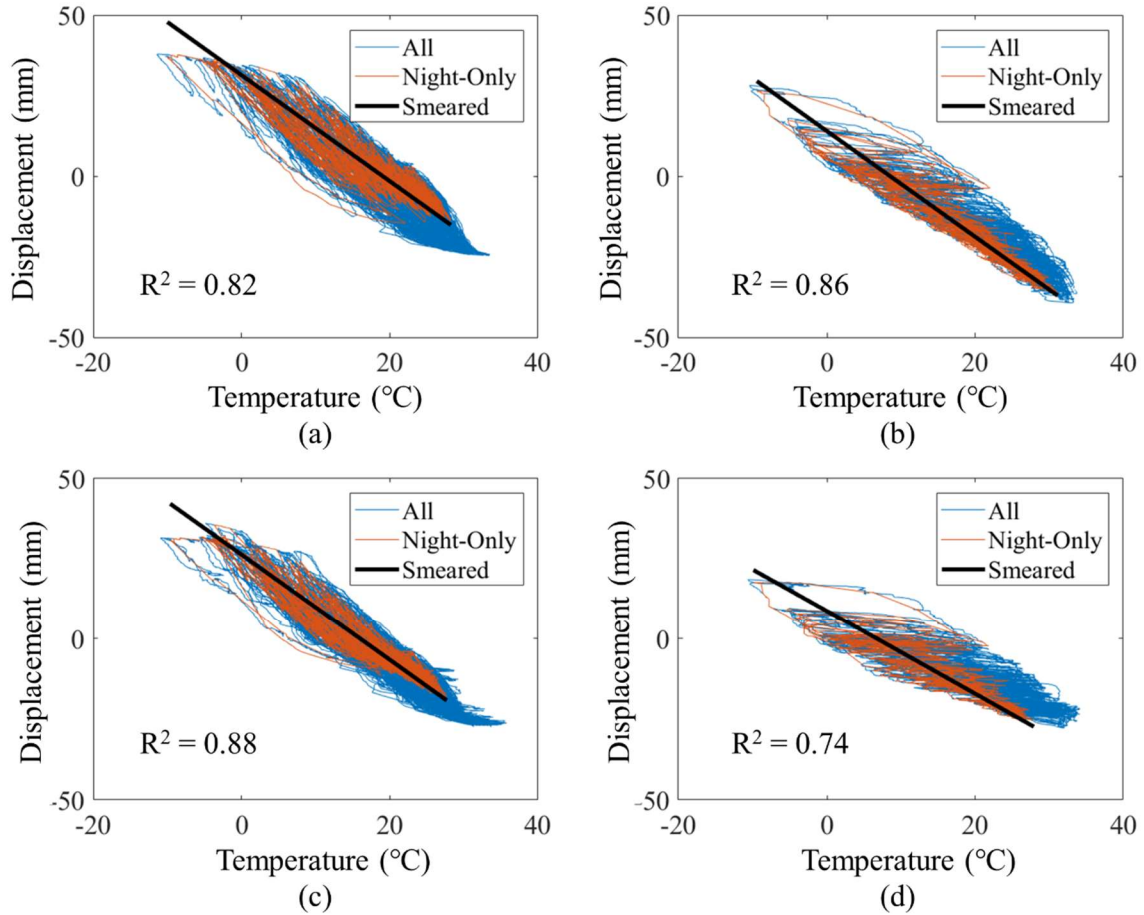 50
0
-50
Displacement (mm)
All
Night-Only
Smeared
R² = 0.82
-20 0 20 40
Temperature (°C)
(a)
50
0
-50
Displacement (mm)
All
Night-Only
Smeared
R² = 0.86
-20 0 20 40
Temperature (°C)
(b)
50
0
-50
Displacement (mm)
All
Night-Only
Smeared
R² = 0.88
-20 0 20 40
Temperature (°C)
(c)
50
0
-50
Displacement (mm)
All
Night-Only
Smeared
R² = 0.74
-20 0 20 40
Temperature (°C)
(d)